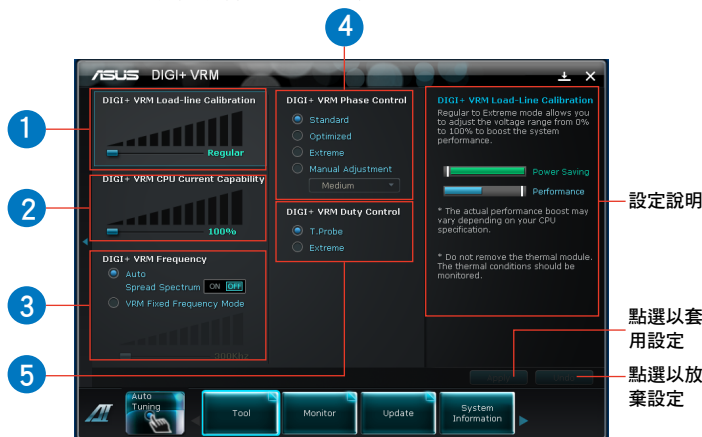 4
ASUS DIGI+ VRM
1
DIGI+ VRM Load-line Calibration
Regular
2
DIGI+ VRM CPU Current Capability
100%
3
DIGI+ VRM Frequency
Auto
Spread Spectrum ON OFF
VRM Fixed Frequency Mode
300Khz
DIGI+ VRM Phase Control
Standard
Optimized
Extreme
Manual Adjustment
Medium
DIGI+ VRM Duty Control
T.Probe
Extreme
5
DIGI+ VRM Load-Line Calibration
Regular to Extreme mode allows you
to adjust the voltage range from 0%
to 100% to boost the system
performance.
Power Saving
Performance
* The actual performance boost may
vary depending on your CPU
specification.
* Do not remove the thermal module.
The thermal conditions should be
monitored.
設定說明
點選以套
用設定
點選以放
棄設定
Auto
Tuning
Tool
Monitor
Update
System
Information